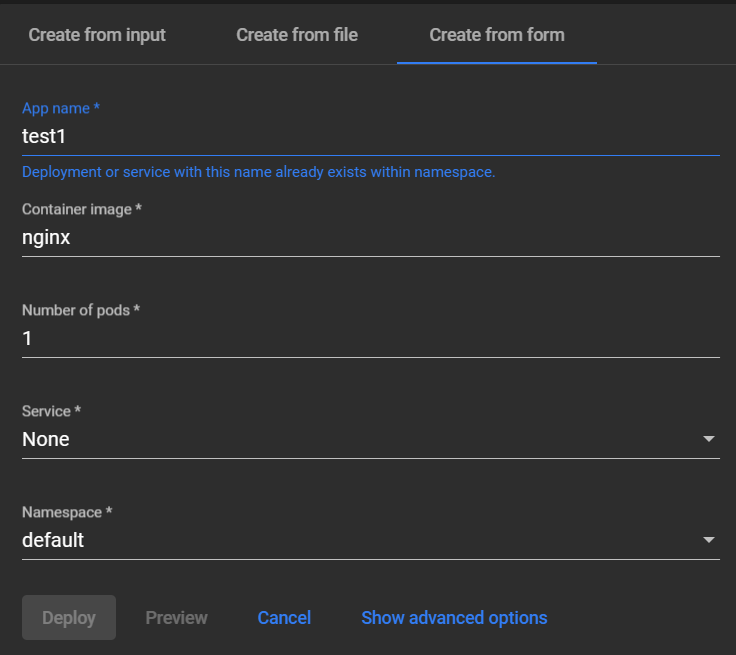 Create from input Create from file Create from form
App name *
test1
Deployment or service with this name already exists within namespace.
Container image *
nginx
Number of pods *
1
Service *
None
Namespace *
default
Deploy Preview Cancel Show advanced options